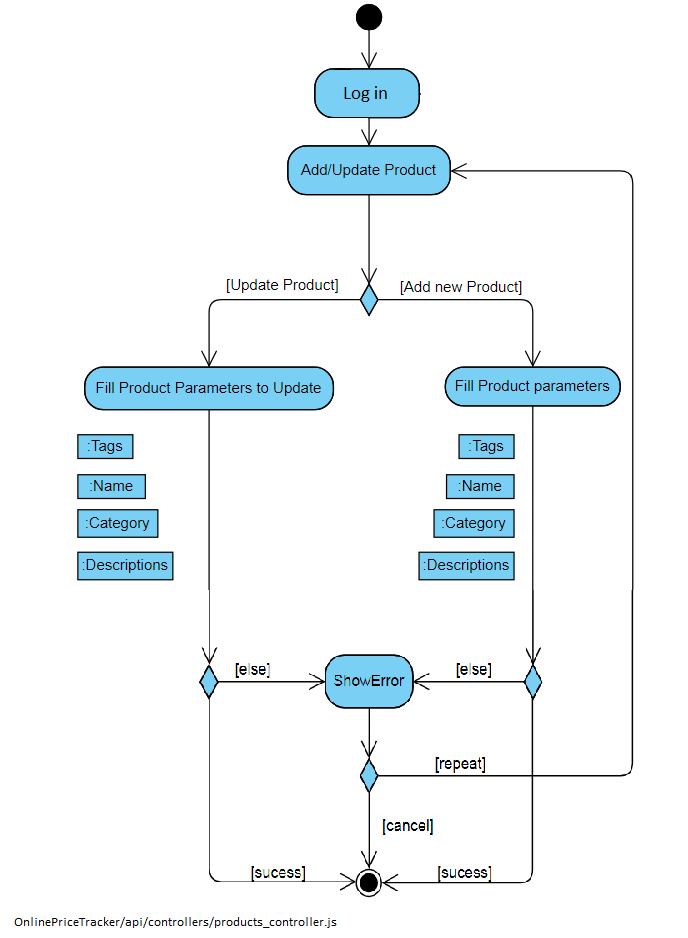 Log in
Add/Update Product
[Update Product]
[Add new Product]
Fill Product Parameters to Update
Fill Product parameters
:Tags
:Tags
:Name
:Name
:Category
:Category
:Descriptions
:Descriptions
[else]
ShowError
[else]
[repeat]
[cancel]
[sucess]
[sucess]
OnlinePriceTracker/api/controllers/products_controller.js